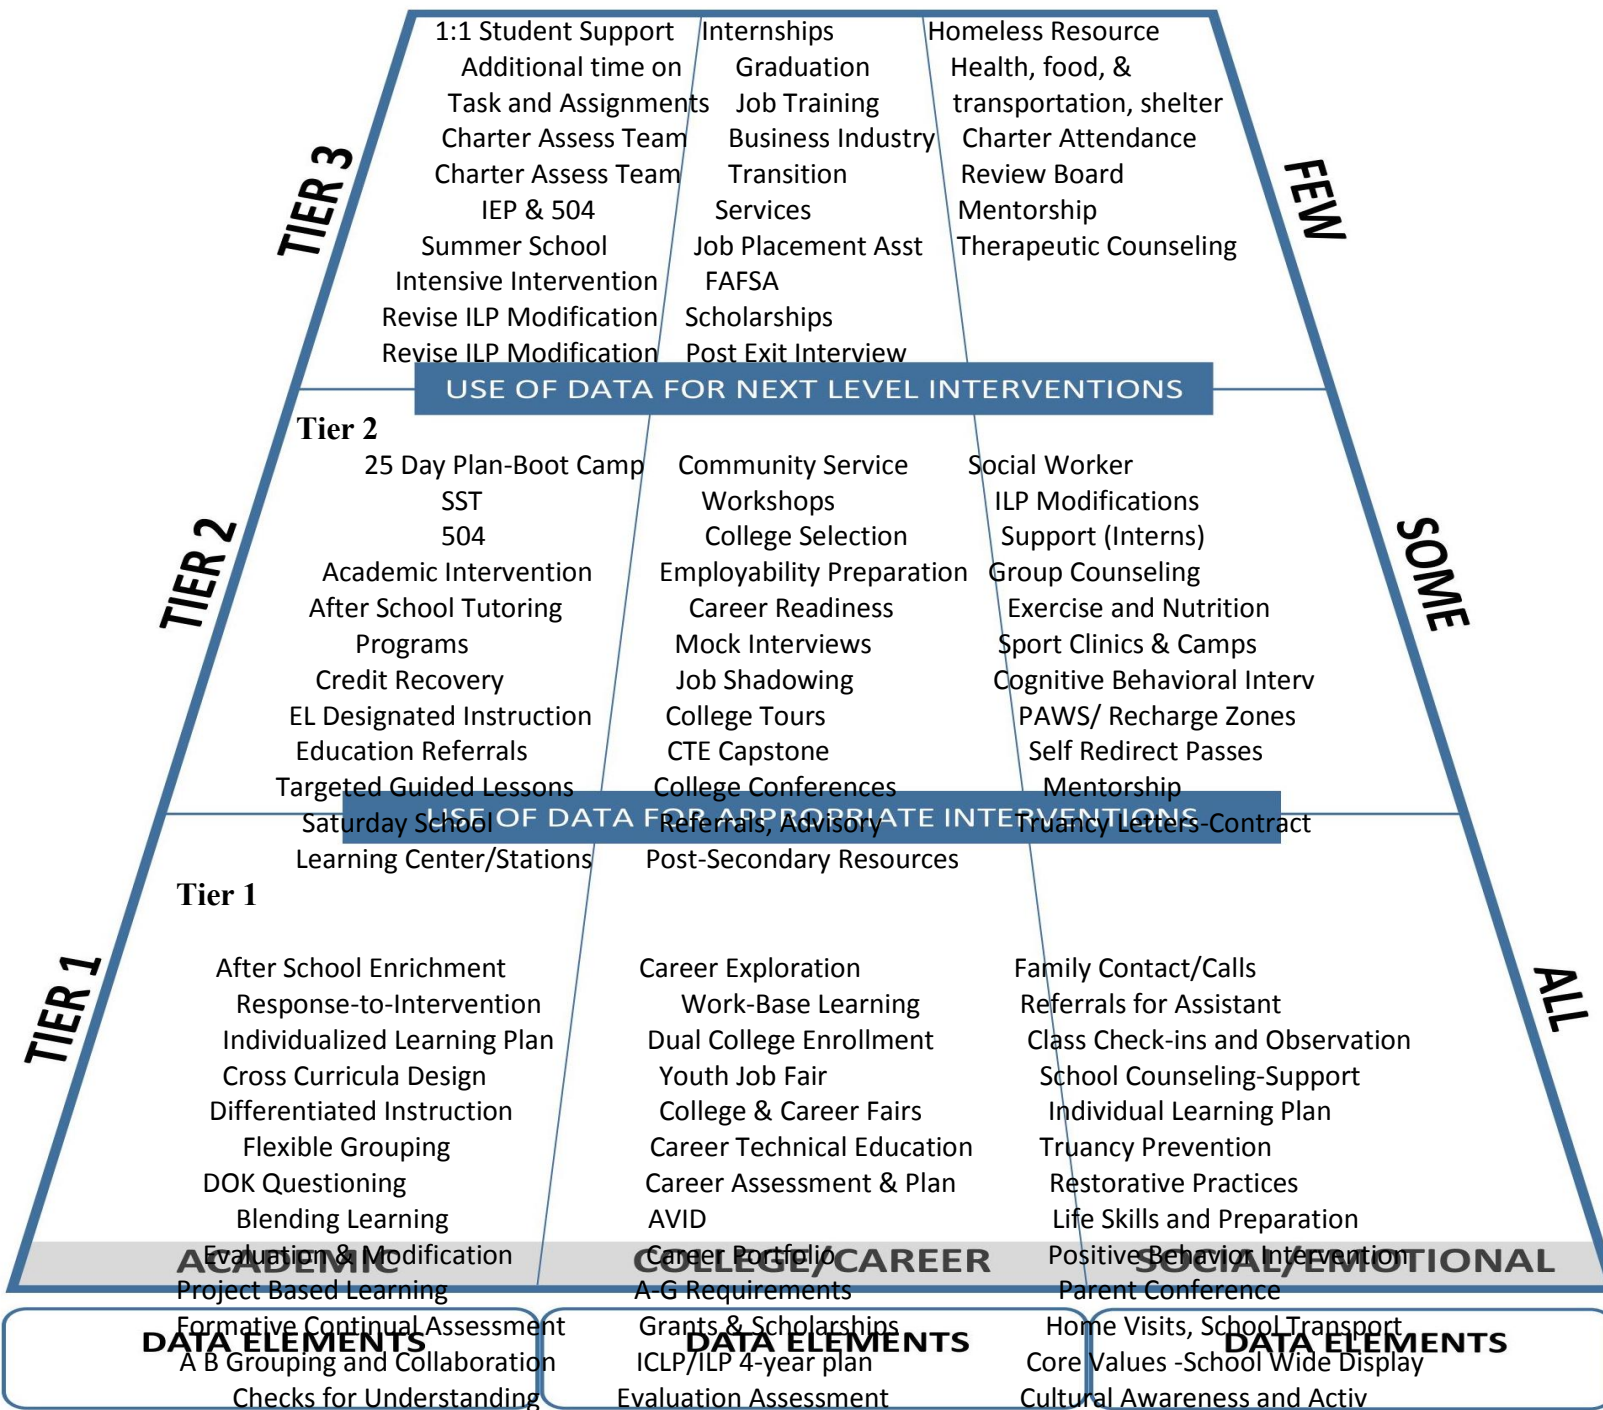 1:1 Student Support
Additional time on
Task and Assignments
Charter Assess Team
Charter Assess Team
IEP & 504
Summer School
Intensive Intervention
Revise ILP Modification
Revise ILP Modification
Internships
Graduation
Job Training
Business Industry
Transition
Services
Job Placement Asst
FAFSA
Scholarships
Post Exit Interview
Homeless Resource
Health, food, &
transportation, shelter
Charter Attendance
Review Board
Mentorship
Therapeutic Counseling
TIER 3
FEW
USE OF DATA FOR NEXT LEVEL INTERVENTIONS
Tier 2
25 Day Plan-Boot Camp
SST
504
Academic Intervention
After School Tutoring
Programs
Credit Recovery
EL Designated Instruction
Education Referrals
Targeted Guided Lessons
Saturday School
Learning Center/Stations
Community Service
Workshops
College Selection
Employability Preparation
Career Readiness
Mock Interviews
Job Shadowing
College Tours
CTE Capstone
College Conferences
Referrals, Advisory
Post-Secondary Resources
Social Worker
ILP Modifications
Support (Interns)
Group Counseling
Exercise and Nutrition
Sport Clinics & Camps
Cognitive Behavioral Interv
PAWS/ Recharge Zones
Self Redirect Passes
Mentorship
Truancy Letters-Contract
TIER 2
SOME
USE OF DATA FOR APPROPRIATE INTERVENTIONS
Tier 1
After School Enrichment
Response-to-Intervention
Individualized Learning Plan
Cross Curricula Design
Differentiated Instruction
Flexible Grouping
DOK Questioning
Blending Learning
Evaluation & Modification
Project Based Learning
Formative Continual Assessment
A B Grouping and Collaboration
Checks for Understanding
Career Exploration
Work-Base Learning
Dual College Enrollment
Youth Job Fair
College & Career Fairs
Career Technical Education
Career Assessment & Plan
AVID
Career Portfolio
A-G Requirements
Grants & Scholarships
ICLP/ILP 4-year plan
Evaluation Assessment
Family Contact/Calls
Referrals for Assistant
Class Check-ins and Observation
School Counseling-Support
Individual Learning Plan
Truancy Prevention
Restorative Practices
Life Skills and Preparation
Positive Behavior Intervention
Parent Conference
Home Visits, School Transport
Core Values -School Wide Display
Cultural Awareness and Activ
TIER 1
ALL
ACADEMIC
COLLEGE/CAREER
SOCIAL/EMOTIONAL
DATA ELEMENTS
DATA ELEMENTS
DATA ELEMENTS